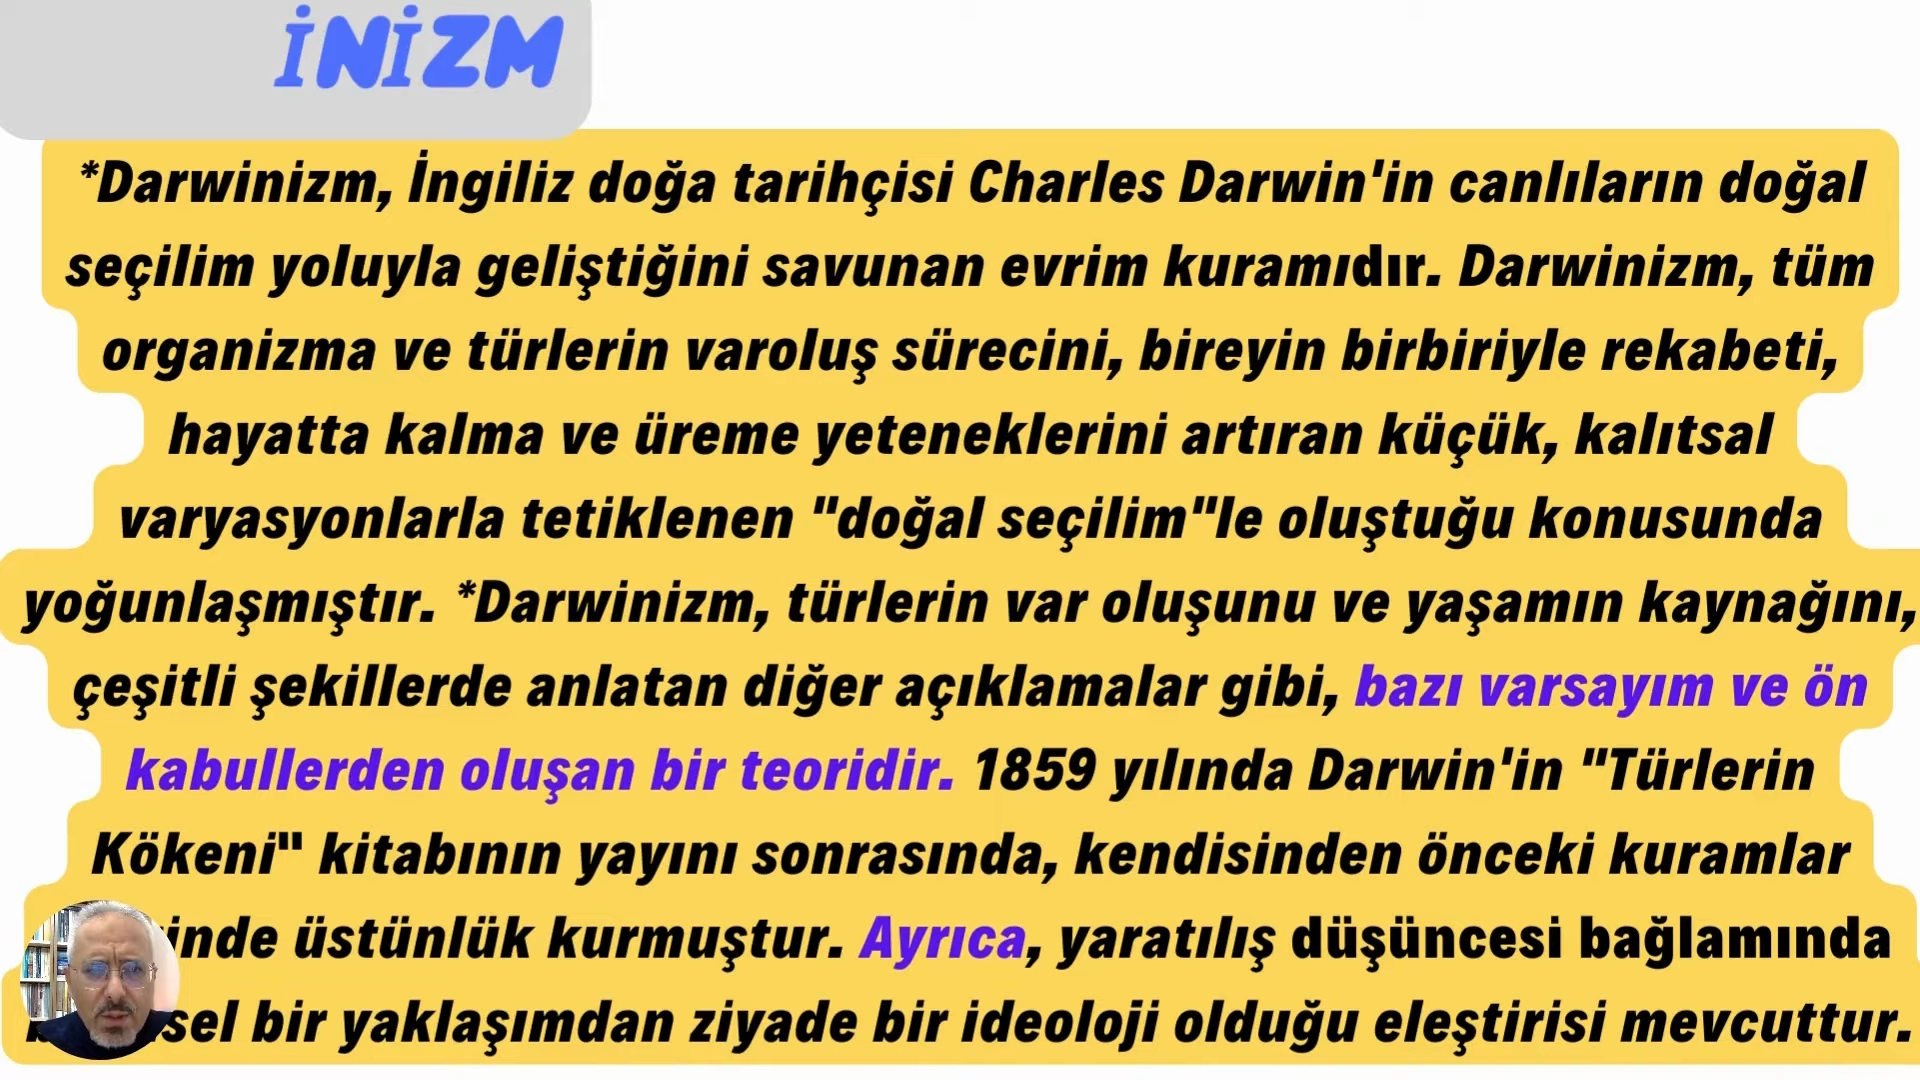 İNİZM
*Darwinizm, İngiliz doğa tarihçisi Charles Darwin'in canlıların doğal
seçilim yoluyla geliştiğini savunan evrim kuramıdır. Darwinizm, tüm
organizma ve türlerin varoluş sürecini, bireyin birbiriyle rekabeti,
hayatta kalma ve üreme yeteneklerini artıran küçük, kalıtsal
varyasyonlarla tetiklenen "doğal seçilim"le oluştuğu konusunda
yoğunlaşmıştır. *Darwinizm, türlerin var oluşunu ve yaşamın kaynağını,
çeşitli şekillerde anlatan diğer açıklamalar gibi, bazı varsayım ve ön
kabullerden oluşan bir teoridir. 1859 yılında Darwin'in "Türlerin
Kökeni" kitabının yayını sonrasında, kendisinden önceki kuramlar
üstünlük kurmuştur. Ayrıca, yaratılış düşüncesi bağlamında
bir yaklaşımdan ziyade bir ideoloji olduğu eleştirisi mevcuttur.